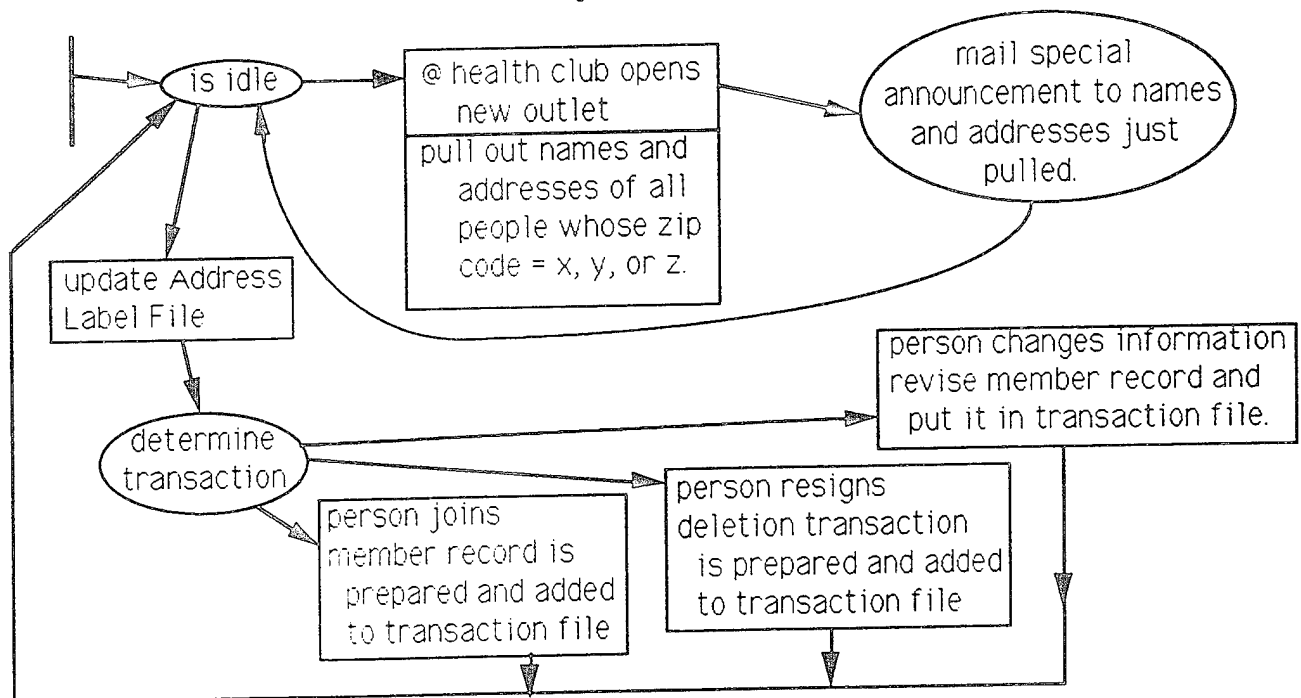 is idle
@ health club opens
new outlet
pull out names and
addresses of all
people whose zip
code = x, y, or z.
mail special
announcement to names
and addresses just
pulled.
update Address
Label File
person changes information
revise member record and
put it in transaction file.
determine
transaction
person resigns
deletion transaction
is prepared and added
to transaction file
person joins
member record is
prepared and added
to transaction file